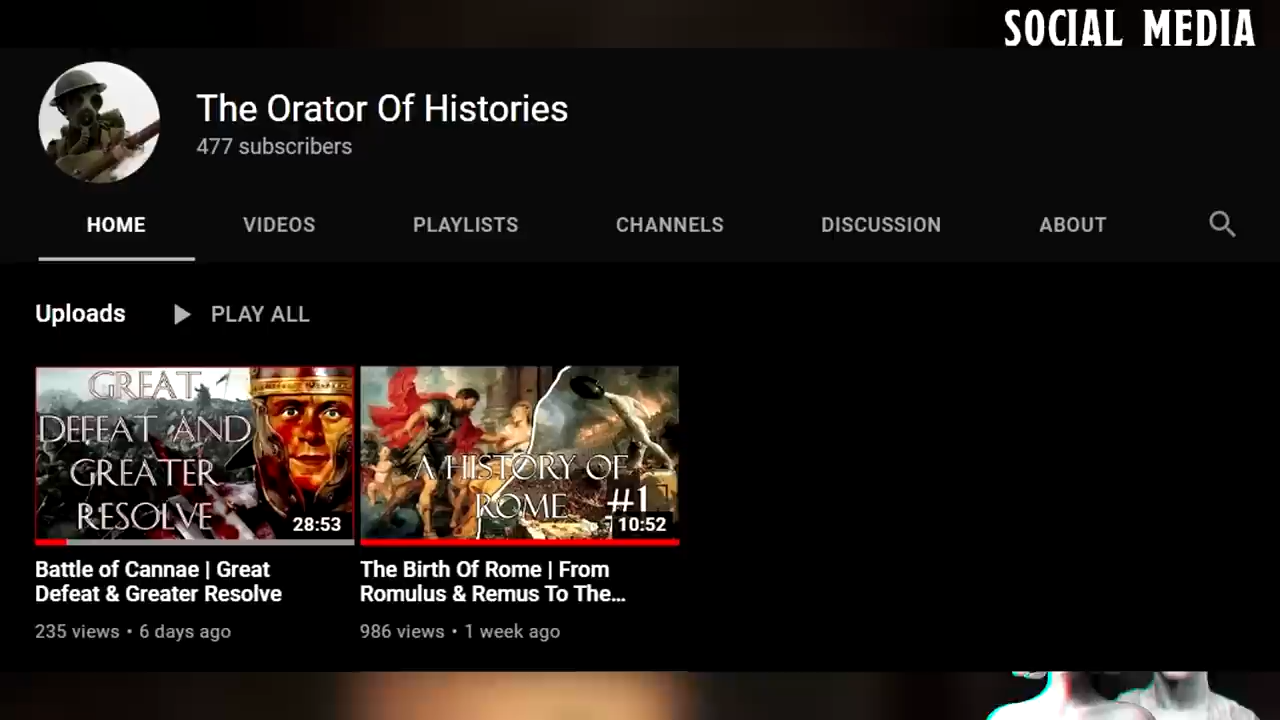 SOCIAL MEDIA
The Orator Of Histories
477 subscribers
HOME VIDEOS PLAYLISTS CHANNELS DISCUSSION ABOUT
Uploads PLAY ALL
GREAT
DEFEAT AND
GREATER
RESOLVE
28:53
A HISTORY OF
ROME #1
10:52
Battle of Cannae | Great
Defeat & Greater Resolve
235 views • 6 days ago
The Birth Of Rome | From
Romulus & Remus To The...
986 views • 1 week ago